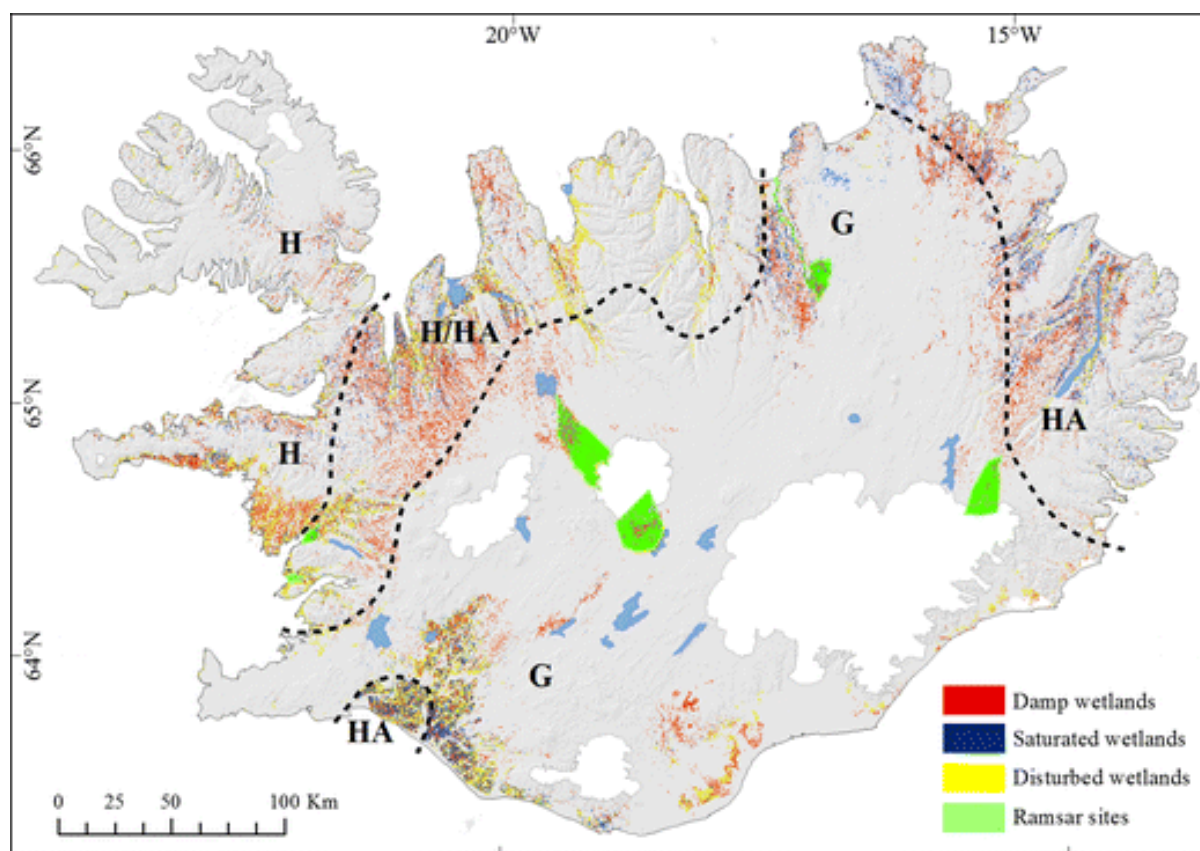 20°W
15°W
66°N
H
G
H/HA
65°N
H
HA
64°N
G
HA
Damp wetlands
Saturated wetlands
Disturbed wetlands
Ramsar sites
0 25 50 100 Km